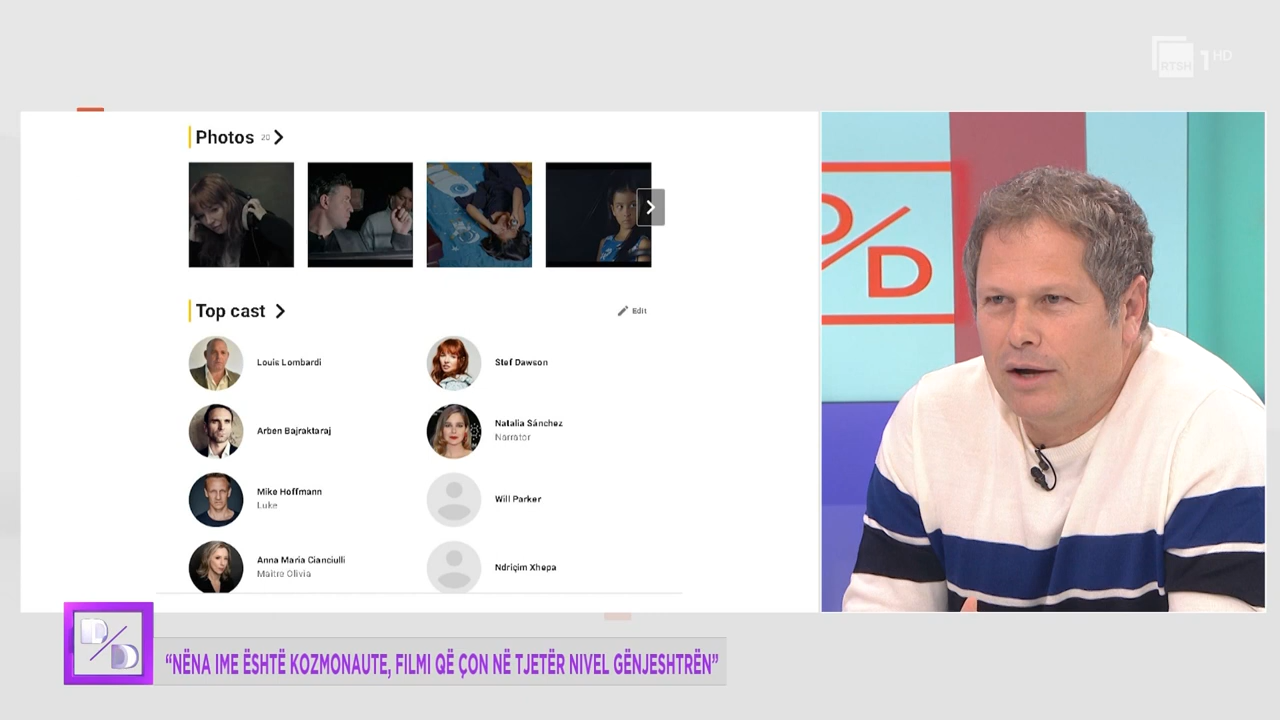 RTSH 1 HD
Photos 20
Top cast
Edit
Louis Lombardi
Stef Dawson
Arben Bajraktaraj
Natalia Sánchez
Narrator
Mike Hoffmann
Luke
Will Parker
Anna Maria Cianciulli
Maitre Olivia
Ndriçim Xhepa
D/D
D/D
“NËNA IME ËSHTË KOZMONAUTE, FILMI QË ÇON NË TJETËR NIVEL GËNJESHTRËN”